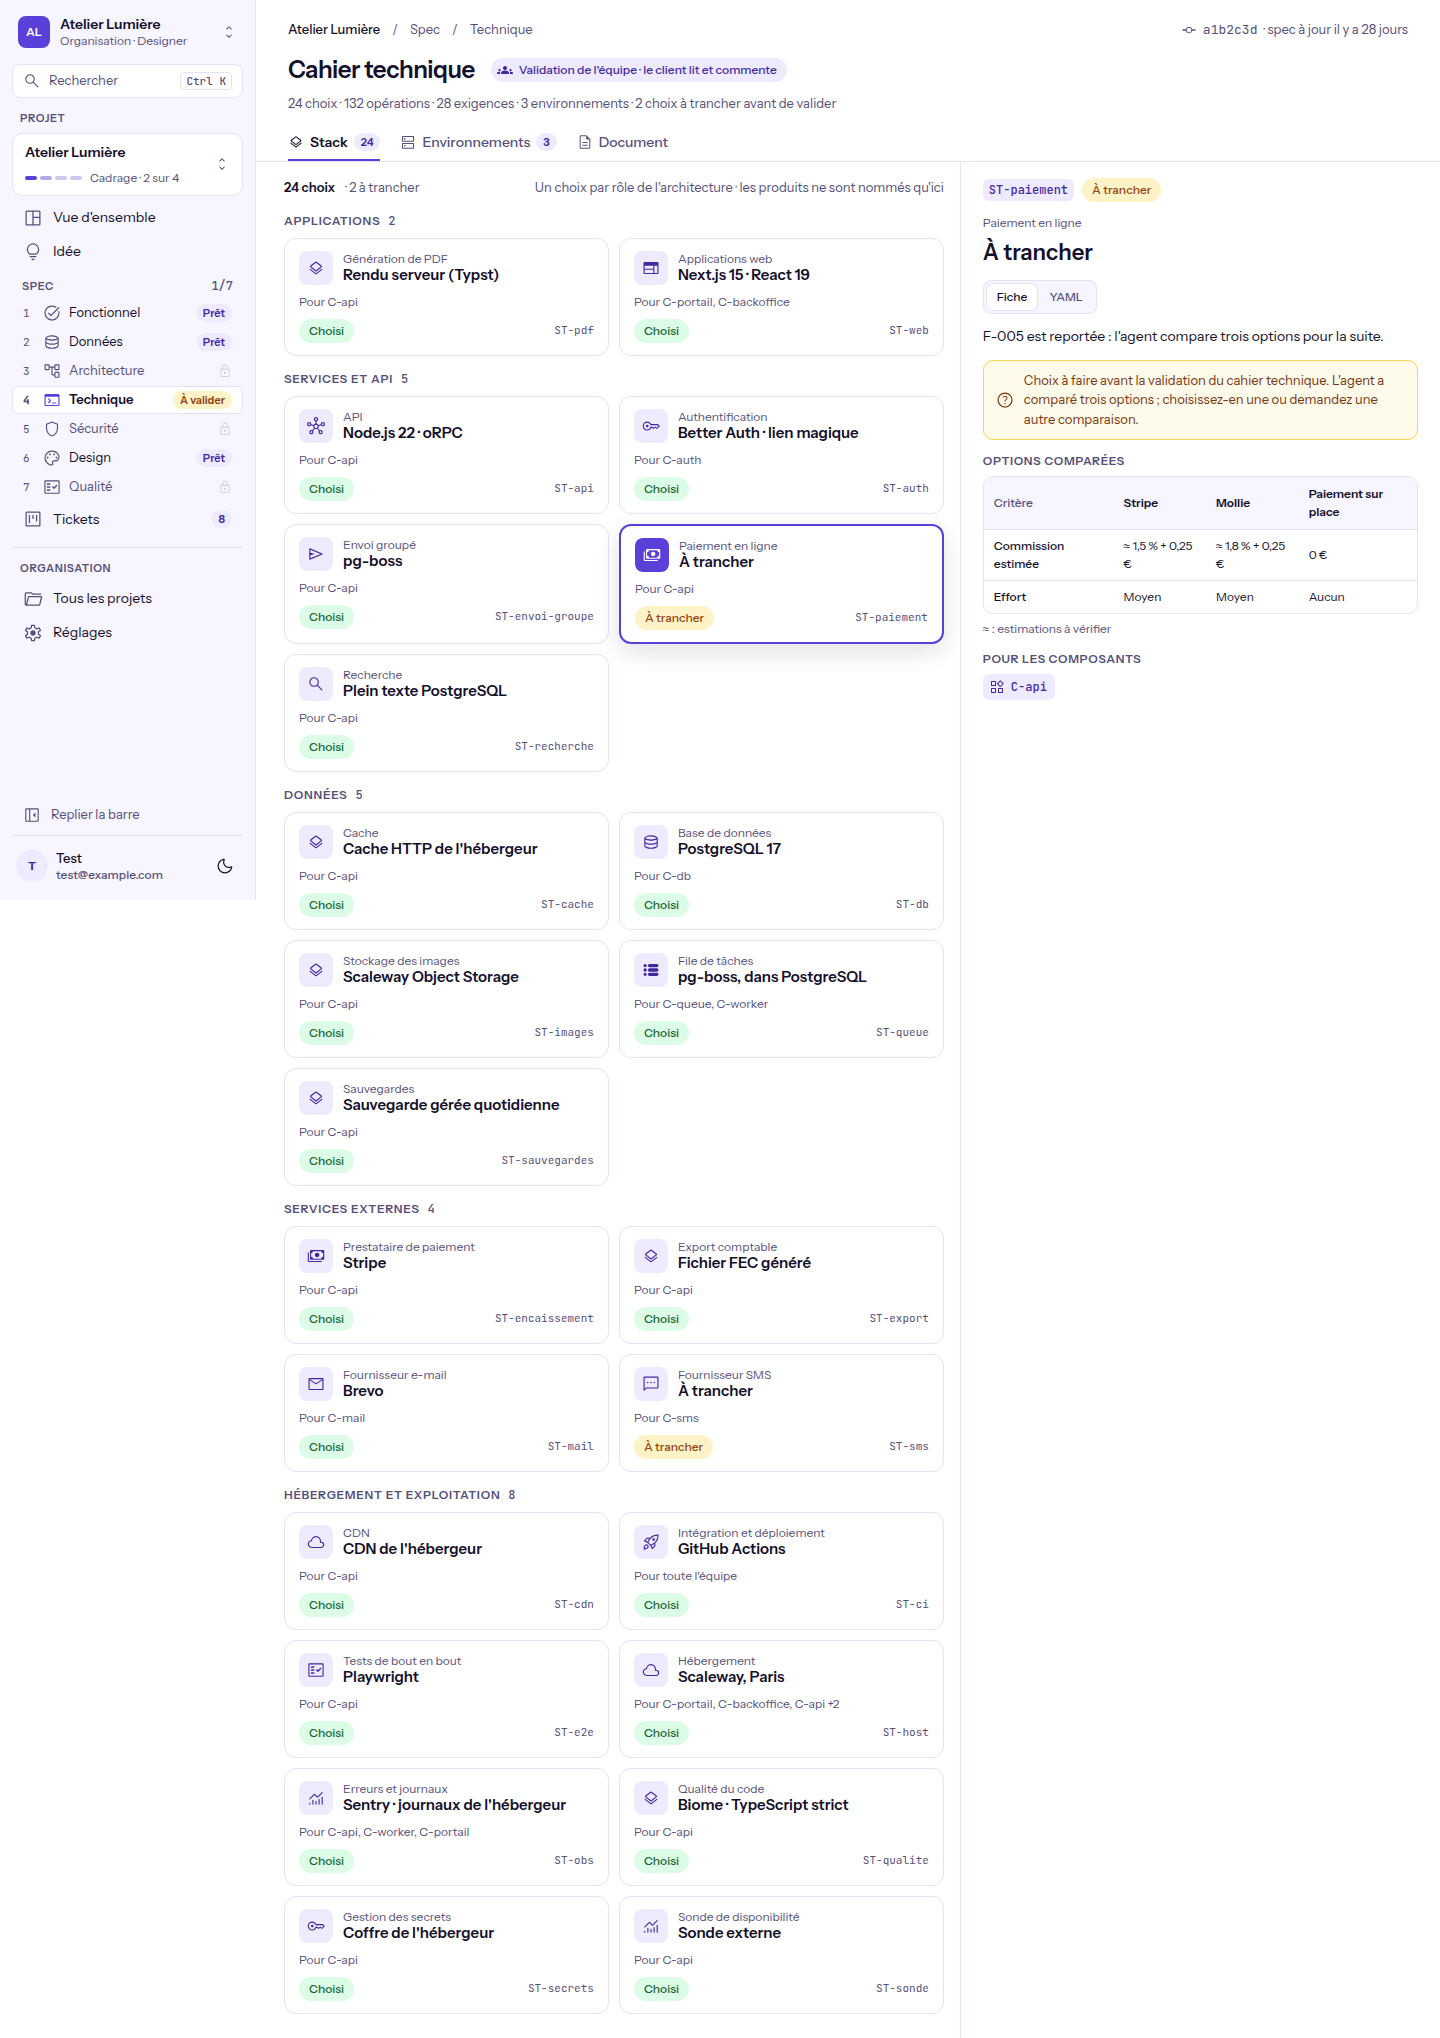 AL
Atelier Lumière
Organisation · Designer
Rechercher
Ctrl K
PROJET
Atelier Lumière
Cadrage · 2 sur 4
Vue d'ensemble
Idée
SPEC 1/7
1 Fonctionnel Prêt
2 Données Prêt
3 Architecture
4 Technique À valider
5 Sécurité
6 Design Prêt
7 Qualité
Tickets 8
ORGANISATION
Tous les projets
Réglages
Replier la barre
T
Test
test@example.com
Atelier Lumière / Spec / Technique
a1b2c3d · spec à jour il y a 28 jours
Cahier technique
Validation de l'équipe · le client lit et commente
24 choix · 132 opérations · 28 exigences · 3 environnements · 2 choix à trancher avant de valider
Stack 24
Environnements 3
Document
24 choix · 2 à trancher
Un choix par rôle de l'architecture · les produits ne sont nommés qu'ici
APPLICATIONS 2
Génération de PDF
Rendu serveur (Typst)
Pour C-api
Choisi ST-pdf
Applications web
Next.js 15 · React 19
Pour C-portail, C-backoffice
Choisi ST-web
SERVICES ET API 5
API
Node.js 22 · oRPC
Pour C-api
Choisi ST-api
Authentification
Better Auth · lien magique
Pour C-auth
Choisi ST-auth
Envoi groupé
pg-boss
Pour C-api
Choisi ST-envoi-groupe
Paiement en ligne
À trancher
Pour C-api
À trancher ST-paiement
Recherche
Plein texte PostgreSQL
Pour C-api
Choisi ST-recherche
DONNÉES 5
Cache
Cache HTTP de l'hébergeur
Pour C-api
Choisi ST-cache
Base de données
PostgreSQL 17
Pour C-db
Choisi ST-db
Stockage des images
Scaleway Object Storage
Pour C-api
Choisi ST-images
File de tâches
pg-boss, dans PostgreSQL
Pour C-queue, C-worker
Choisi ST-queue
Sauvegardes
Sauvegarde gérée quotidienne
Pour C-api
Choisi ST-sauvegardes
SERVICES EXTERNES 4
Prestataire de paiement
Stripe
Pour C-api
Choisi ST-encaissement
Export comptable
Fichier FEC généré
Pour C-api
Choisi ST-export
Fournisseur e-mail
Brevo
Pour C-mail
Choisi ST-mail
Fournisseur SMS
À trancher
Pour C-sms
À trancher ST-sms
HÉBERGEMENT ET EXPLOITATION 8
CDN
CDN de l'hébergeur
Pour C-api
Choisi ST-cdn
Intégration et déploiement
GitHub Actions
Pour toute l'équipe
Choisi ST-ci
Tests de bout en bout
Playwright
Pour C-api
Choisi ST-e2e
Hébergement
Scaleway, Paris
Pour C-portail, C-backoffice, C-api +2
Choisi ST-host
Erreurs et journaux
Sentry · journaux de l'hébergeur
Pour C-api, C-worker, C-portail
Choisi ST-obs
Qualité du code
Biome · TypeScript strict
Pour C-api
Choisi ST-qualite
Gestion des secrets
Coffre de l'hébergeur
Pour C-api
Choisi ST-secrets
Sonde de disponibilité
Sonde externe
Pour C-api
Choisi ST-sonde
ST-paiement À trancher
Paiement en ligne
À trancher
Fiche YAML
F-005 est reportée : l'agent compare trois options pour la suite.
Choix à faire avant la validation du cahier technique. L'agent a
comparé trois options ; choisissez-en une ou demandez une
autre comparaison.
OPTIONS COMPARÉES
Critère Stripe Mollie Paiement sur
place
Commission ≈ 1,5 % + 0,25 ≈ 1,8 % + 0,25 0 €
estimée € €
Effort Moyen Moyen Aucun
≈ : estimations à vérifier
POUR LES COMPOSANTS
C-api